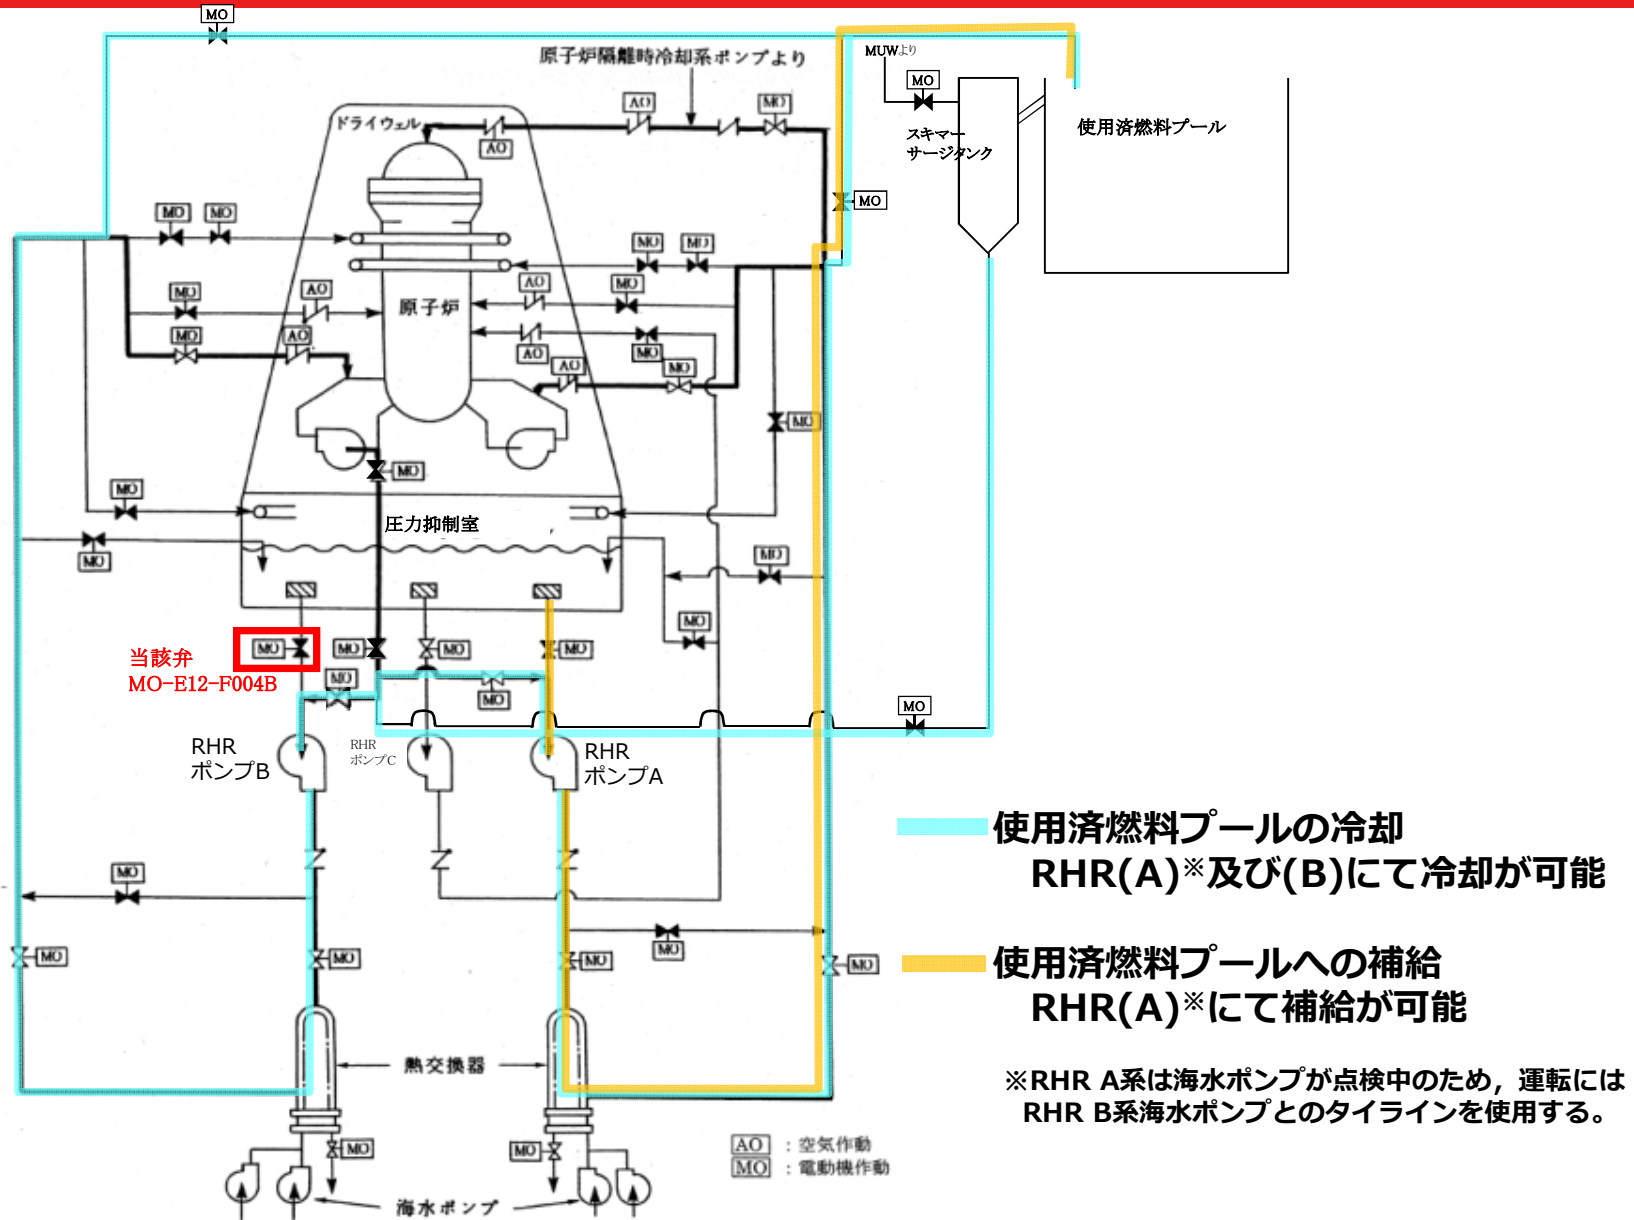 MO
原子炉隔離時冷却系ポンプより
MUWより
MO
AO
MO
ドライウェル
AO
スキマー
サージタンク
使用済燃料プール
MO
MO
MO
MO
MO
AO
MO
AO
AO
MO
原子炉
MO
AO
AO
MO
AO
MO
MO
MO
MO
圧力抑制室
MO
MO
MO
当該弁
MO-E12-F004B
MO
MO
MO
MO
MO
MO
MO
RHR
ポンプB
RHR
ポンプC
RHR
ポンプA
使用済燃料プールの冷却
RHR(A)※及び(B)にて冷却が可能
MO
MO
MO
MO
MO
MO
使用済燃料プールへの補給
RHR(A)※にて補給が可能
熱交換器
※RHR A系は海水ポンプが点検中のため，運転には
RHR B系海水ポンプとのタイラインを使用する。
MO
MO
AO ：空気作動
MO ：電動機作動
海水ポンプ